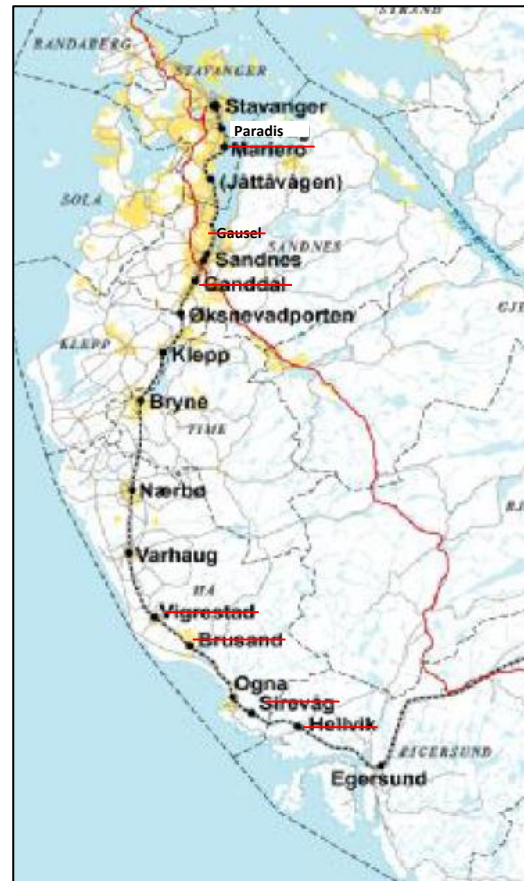 RANDABERG
STRAND
STAVANGER
Stavanger
Paradis
Mariero
(Jåttåvågen)
SOLA
Gausel
SANDNES
Sandnes
Ganddal
Øksnevadporten
KLEPP
Klepp
Bryne
TIME
Nærbø
Varhaug
HÅ
Vigrestad
Brusand
Ogna
Sirevåg
Hellvik
EIGERSUND
Egersund